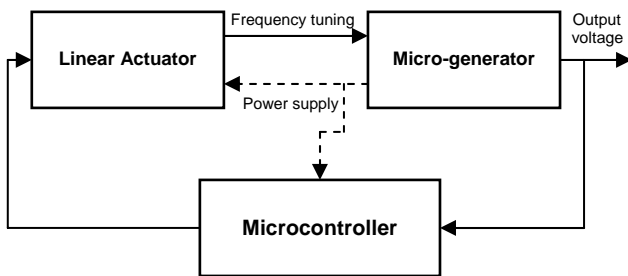 Frequency tuning
Output
voltage
Linear Actuator
Micro-generator
Power supply
Microcontroller